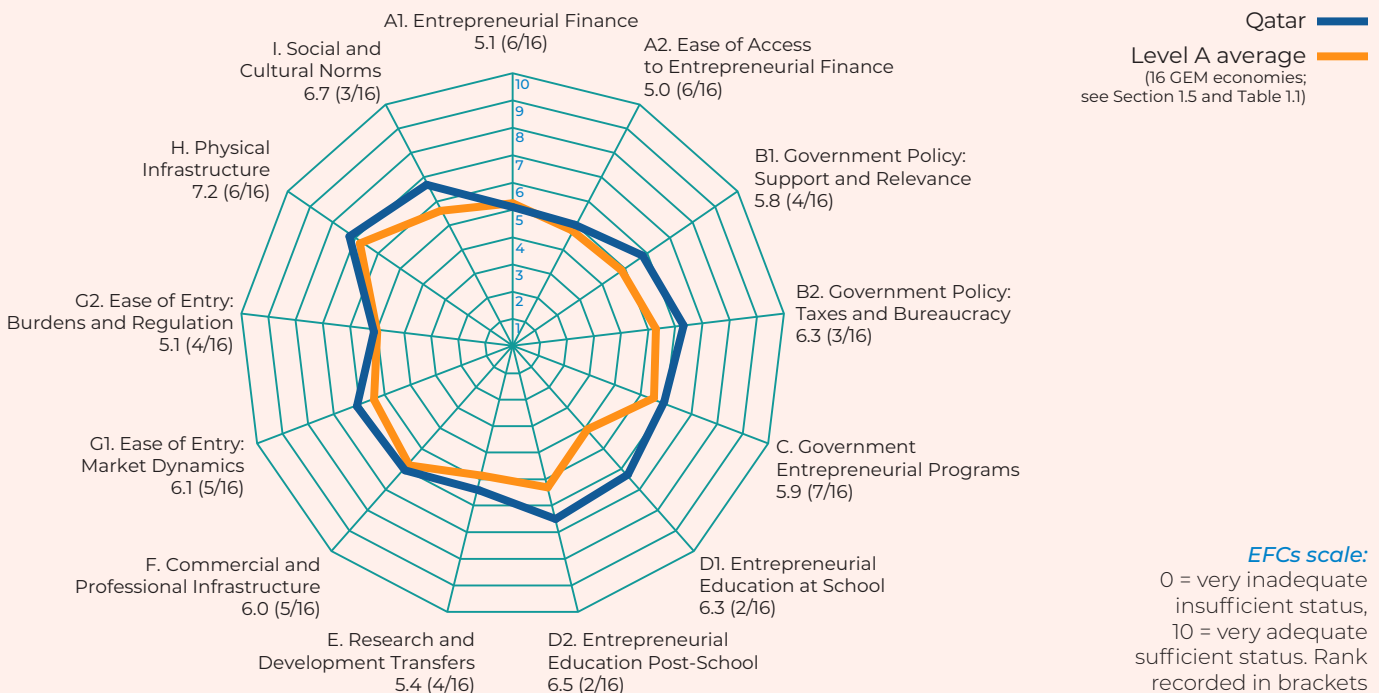 A1. Entrepreneurial Finance
5.1 (6/16)
A2. Ease of Access
to Entrepreneurial Finance
5.0 (6/16)
B1. Government Policy:
Support and Relevance
5.8 (4/16)
B2. Government Policy:
Taxes and Bureaucracy
6.3 (3/16)
C. Government
Entrepreneurial Programs
5.9 (7/16)
D1. Entrepreneurial
Education at School
6.3 (2/16)
D2. Entrepreneurial
Education Post-School
6.5 (2/16)
E. Research and
Development Transfers
5.4 (4/16)
F. Commercial and
Professional Infrastructure
6.0 (5/16)
G1. Ease of Entry:
Market Dynamics
6.1 (5/16)
G2. Ease of Entry:
Burdens and Regulation
5.1 (4/16)
H. Physical
Infrastructure
7.2 (6/16)
I. Social and
Cultural Norms
6.7 (3/16)
10
9
8
7
6
5
4
3
2
1
Qatar
Level A average
(16 GEM economies;
see Section 1.5 and Table 1.1)
EFCs scale:
0 = very inadequate
insufficient status,
10 = very adequate
sufficient status. Rank
recorded in brackets